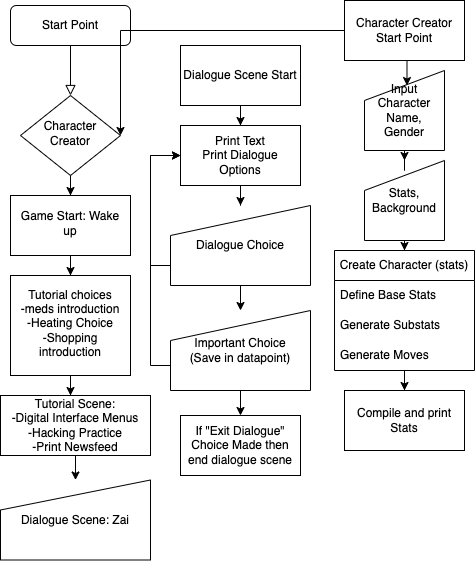 Start Point
Character
Creator
Game Start: Wake
up
Tutorial choices
-meds introduction
-Heating Choice
-Shopping
introduction
Tutorial Scene:
-Digital Interface Menus
-Hacking Practice
-Print Newsfeed
Dialogue Scene: Zai
Dialogue Scene Start
Print Text
Print Dialogue
Options
Dialogue Choice
Important Choice
(Save in datapoint)
If "Exit Dialogue"
Choice Made then
end dialogue scene
Character Creator
Start Point
Input
Character
Name,
Gender
Stats,
Background
Create Character (stats)
Define Base Stats
Generate Substats
Generate Moves
Compile and print
Stats